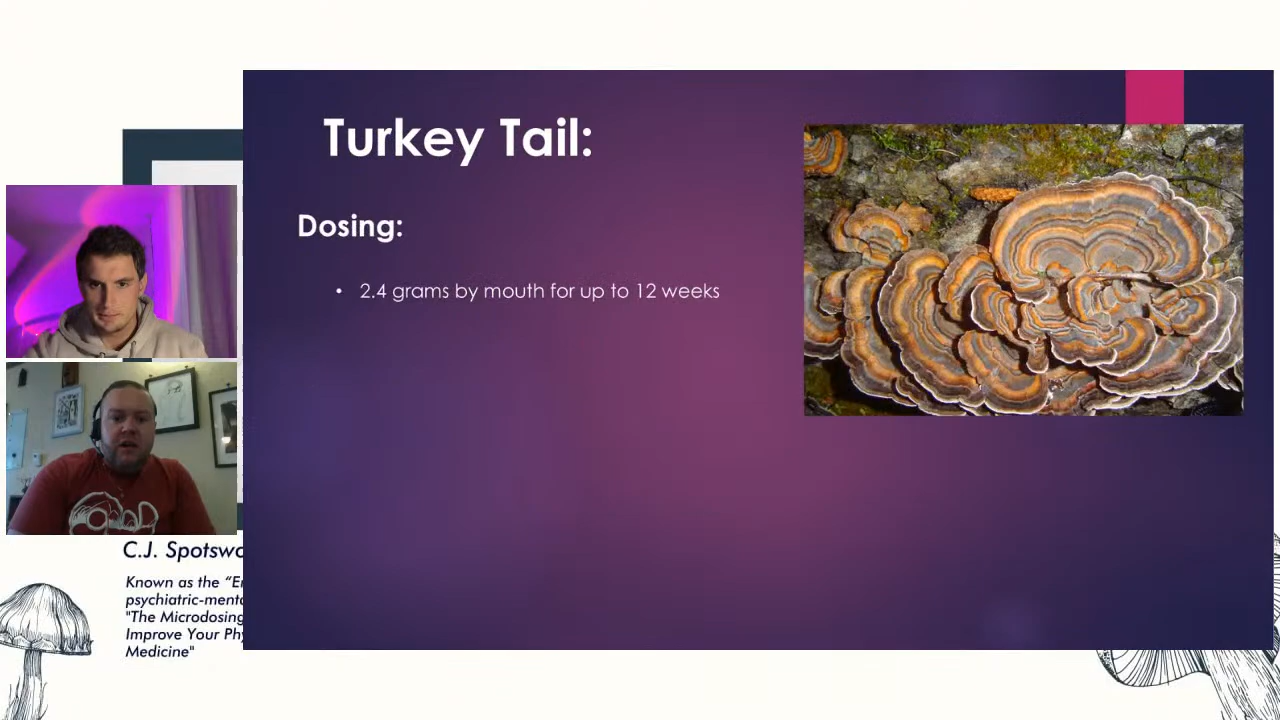 Turkey Tail:
Dosing:
• 2.4 grams by mouth for up to 12 weeks
C.J. Spotswo
Known as the “E
psychiatric-ment
"The Microdosing
Improve Your Phy
Medicine"